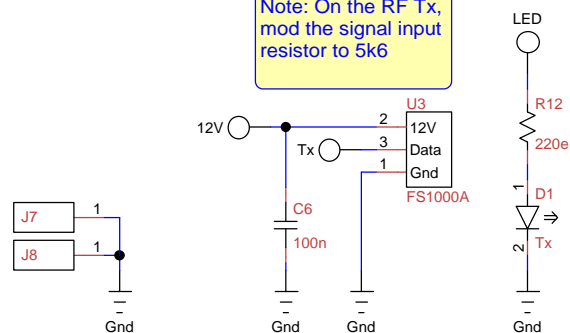 Note: On the RF Tx,
mod the signal input
resistor to 5k6
LED
U3
R12
12V
2
12V
Tx
3
Data
220e
1
Gnd
FS1000A
J7
1
C6
1
D1
J8
1
100n
2
Tx
Gnd
Gnd
Gnd
Gnd